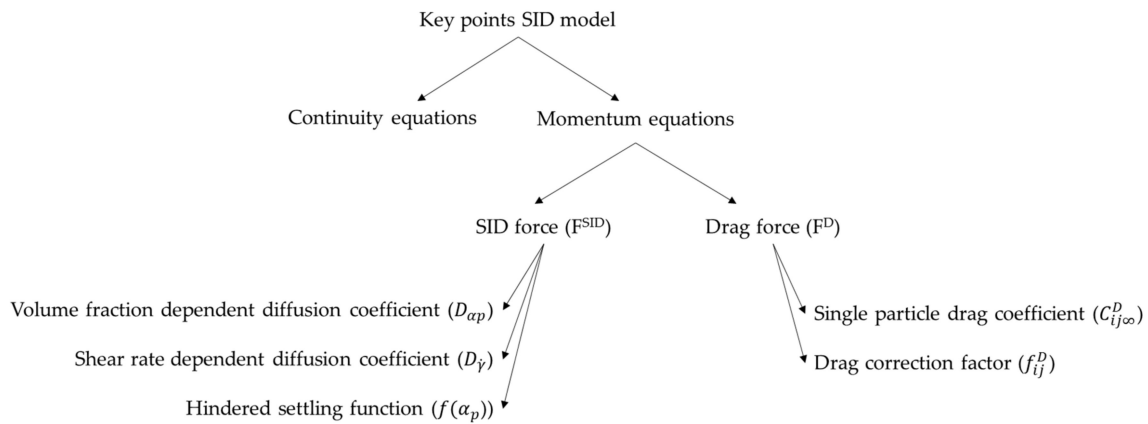 Key points SID model
Continuity equations
Momentum equations
SID force (F^SID)
Drag force (F^D)
Volume fraction dependent diffusion coefficient (D_αp)
Single particle drag coefficient (C^D_ij∞)
Shear rate dependent diffusion coefficient (D_γ̇)
Drag correction factor (f^D_ij)
Hindered settling function (f(α_p))